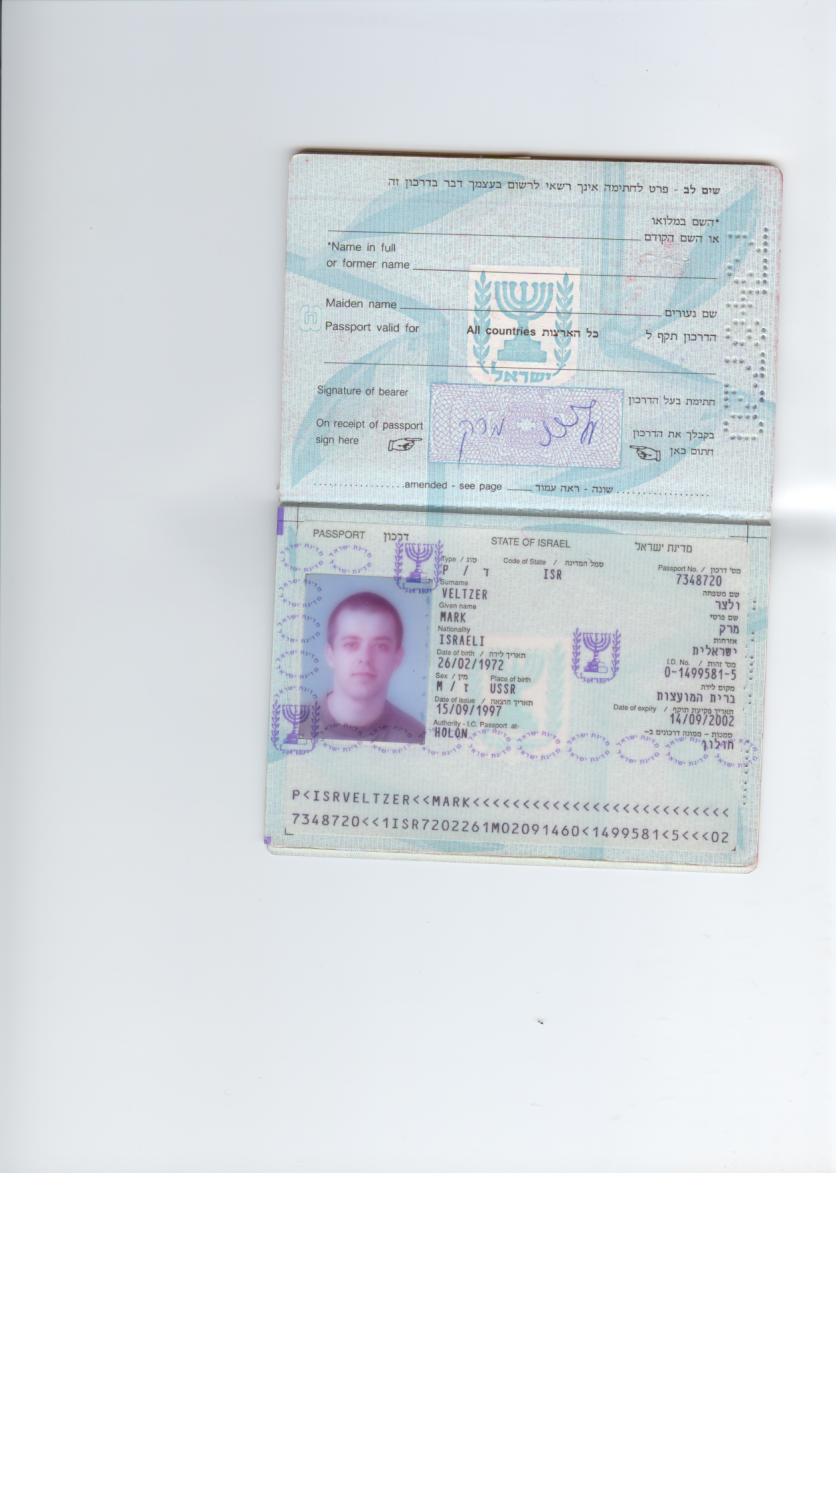 שים לב - פרט לחתימה אינך רשאי לרשום בעצמך דבר בדרכון זה
*השם במלואו
או השם הקודם
*Name in full
or former name
Maiden name שם נעורים
Passport valid for All countries כל הארצות הדרכון תקף ל
ישראל
Signature of bearer חתימת בעל הדרכון
On receipt of passport בקבלך את הדרכון
sign here חתום כאן
מרק
amended - see page שונה - ראה עמוד
PASSPORT דרכון STATE OF ISRAEL מדינת ישראל
Type / סוג Code of State / סמל המדינה Passport No. / מס' דרכון
P / ד ISR 7348720
Surname שם משפחה
VELTZER ולצר
Given name שם פרטי
MARK מרק
Nationality אזרחות
ISRAELI ישראלית
Date of birth / תאריך לידה I.D. No. / מס' זהות
26/02/1972 0-1499581-5
Sex / מין Place of birth מקום לידה
M / ז USSR ברית המועצות
Date of issue / תאריך הוצאה Date of expiry / תאריך פקיעת תוקף
15/09/1997 14/09/2002
Authority - I.C. Passport at- סמכות - ממונה דרכונים ב-
HOLON חולון
P<ISRVELTZER<<MARK<<<<<<<<<<<<<<<<<<<<<<<<<<
7348720<<1ISR7202261M02091460<1499581<5<<<02